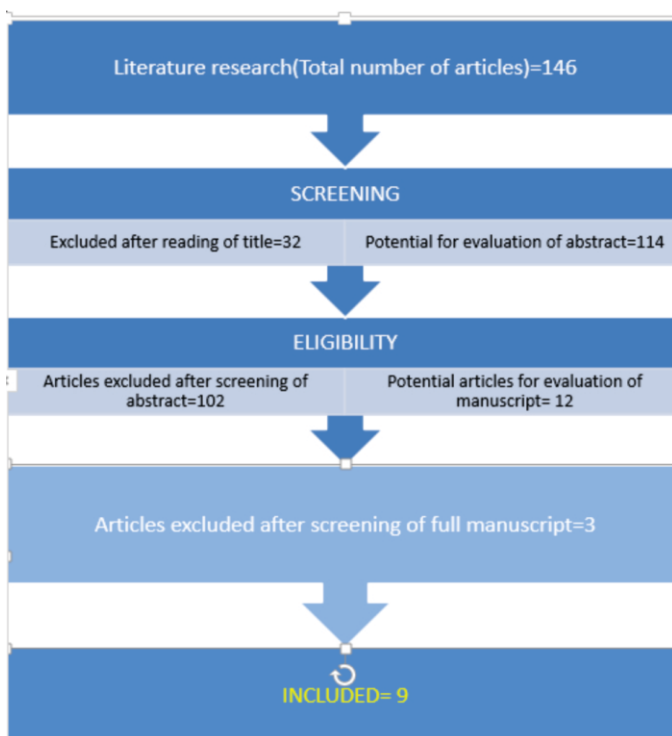 Literature research(Total number of articles)=146
SCREENING
Excluded after reading of title=32
Potential for evaluation of abstract=114
ELIGIBILITY
Articles excluded after screening of
abstract=102
Potential articles for evaluation of
manuscript= 12
Articles excluded after screening of full manuscript=3
INCLUDED= 9